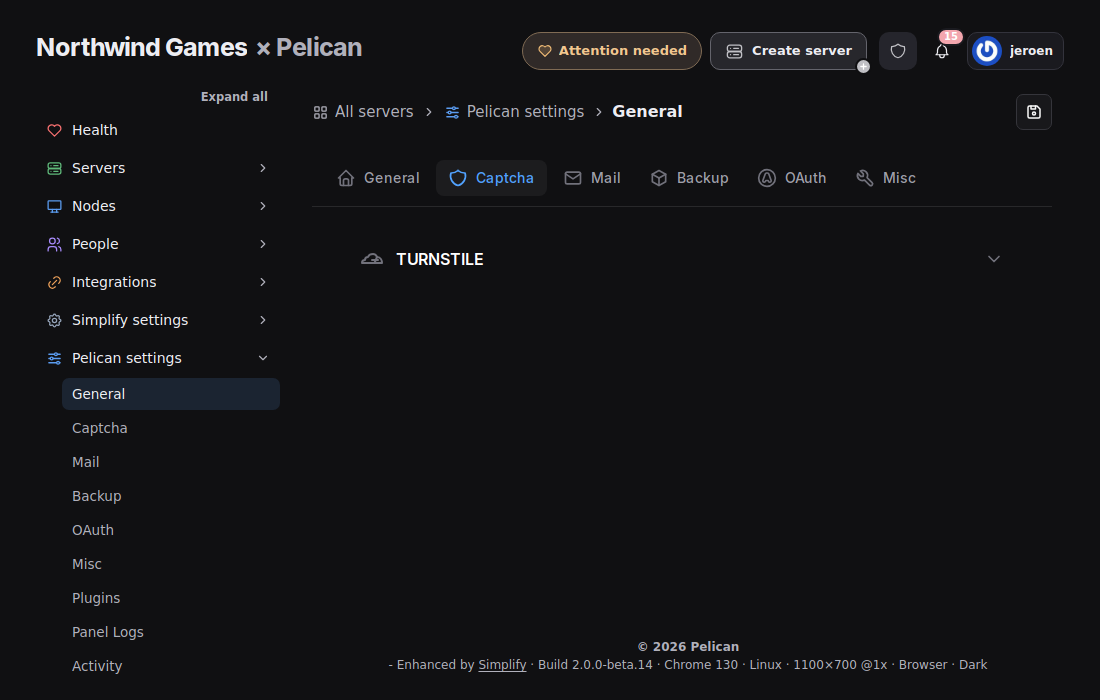 Northwind Games × Pelican
Attention needed
Create server
15
jeroen
Expand all
Health
Servers
Nodes
People
Integrations
Simplify settings
Pelican settings
General
Captcha
Mail
Backup
OAuth
Misc
Plugins
Panel Logs
Activity
All servers > Pelican settings > General
General Captcha Mail Backup OAuth Misc
TURNSTILE
© 2026 Pelican
- Enhanced by Simplify · Build 2.0.0-beta.14 · Chrome 130 · Linux · 1100×700 @1x · Browser · Dark